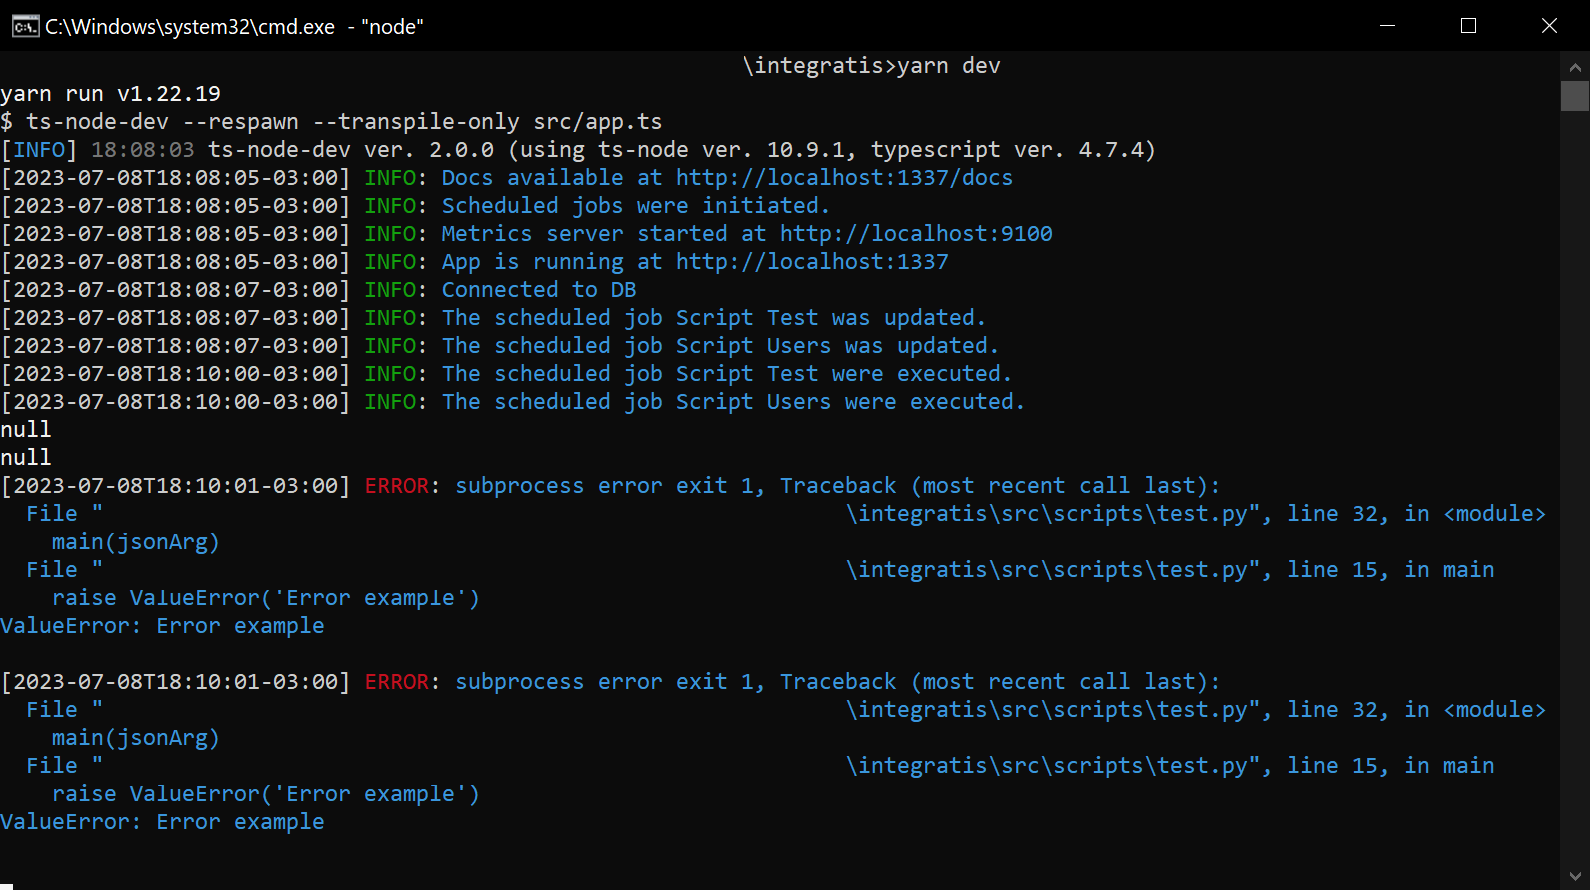 C:\Windows\system32\cmd.exe - "node"
\integratis>yarn dev
yarn run v1.22.19
$ ts-node-dev --respawn --transpile-only src/app.ts
[INFO] 18:08:03 ts-node-dev ver. 2.0.0 (using ts-node ver. 10.9.1, typescript ver. 4.7.4)
[2023-07-08T18:08:05-03:00] INFO: Docs available at http://localhost:1337/docs
[2023-07-08T18:08:05-03:00] INFO: Scheduled jobs were initiated.
[2023-07-08T18:08:05-03:00] INFO: Metrics server started at http://localhost:9100
[2023-07-08T18:08:05-03:00] INFO: App is running at http://localhost:1337
[2023-07-08T18:08:07-03:00] INFO: Connected to DB
[2023-07-08T18:08:07-03:00] INFO: The scheduled job Script Test was updated.
[2023-07-08T18:08:07-03:00] INFO: The scheduled job Script Users was updated.
[2023-07-08T18:10:00-03:00] INFO: The scheduled job Script Test were executed.
[2023-07-08T18:10:00-03:00] INFO: The scheduled job Script Users were executed.
null
null
[2023-07-08T18:10:01-03:00] ERROR: subprocess error exit 1, Traceback (most recent call last):
  File " \integratis\src\scripts\test.py", line 32, in <module>
    main(jsonArg)
  File " \integratis\src\scripts\test.py", line 15, in main
    raise ValueError('Error example')
ValueError: Error example

[2023-07-08T18:10:01-03:00] ERROR: subprocess error exit 1, Traceback (most recent call last):
  File " \integratis\src\scripts\test.py", line 32, in <module>
    main(jsonArg)
  File " \integratis\src\scripts\test.py", line 15, in main
    raise ValueError('Error example')
ValueError: Error example